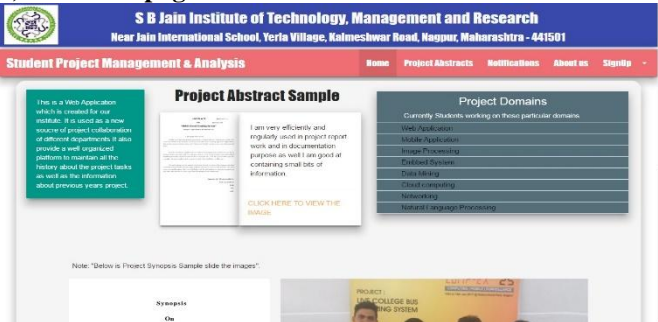 S B Jain Institute of Technology, Management and Research
Near Jain International School, Yerla Village, Kalmeshwar Road, Nagpur, Maharashtra - 441501
Student Project Management & Analysis
Home Project Abstracts Notifications About us SignUp
This is a Web Application
which is created for our
institute. It is used as a new
soucre of project collaboration
of different departments.It also
provide a well organized
platform to maintan all the
history about the project tasks
as well as the information
about previous years project.
Project Abstract Sample
I am very efficiently and
regularly used in project report
work and in documentation
purpose as well I am good at
containing small bits of
information.
CLICK HERE TO VIEW THE
IMAGE
Project Domains
Currently Students working on these particular domains
Web Application
Mobile Application
Image Processing
Embbed System
Data Mining
Cloud computing
Networking
Natural Language Processing
Note: "Below is Project Synopsis Sample slide the images".
Synopsis
On
PROJECT :
COLLEGE BUS
SYSTEM